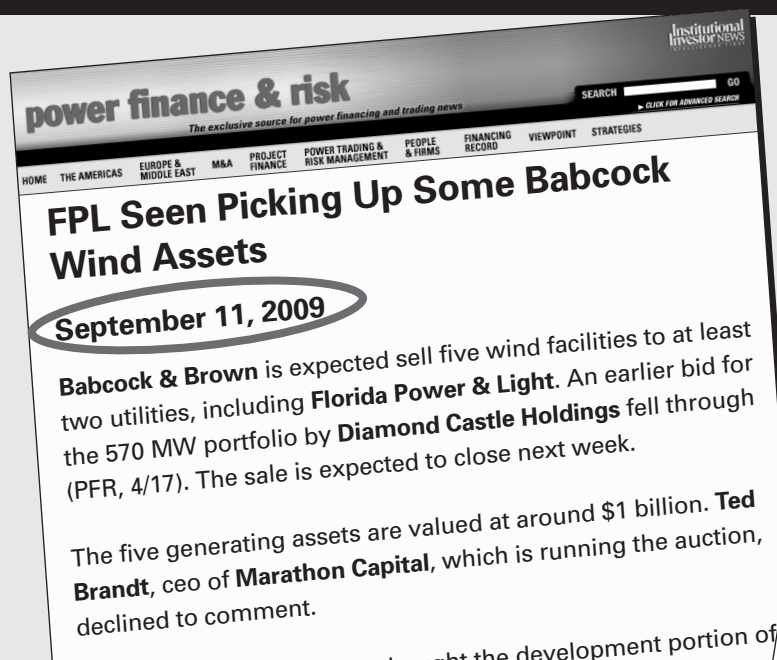 Institutional
Investor NEWS
power finance & risk
The exclusive source for power financing and trading news
SEARCH GO
► CLICK FOR ADVANCED SEARCH
HOME THE AMERICAS EUROPE & MIDDLE EAST M&A PROJECT FINANCE POWER TRADING & RISK MANAGEMENT PEOPLE & FIRMS FINANCING RECORD VIEWPOINT STRATEGIES
FPL Seen Picking Up Some Babcock
Wind Assets
September 11, 2009
Babcock & Brown is expected sell five wind facilities to at least
two utilities, including Florida Power & Light. An earlier bid for
the 570 MW portfolio by Diamond Castle Holdings fell through
(PFR, 4/17). The sale is expected to close next week.
The five generating assets are valued at around $1 billion. Ted
Brandt, ceo of Marathon Capital, which is running the auction,
declined to comment.
the development portion of